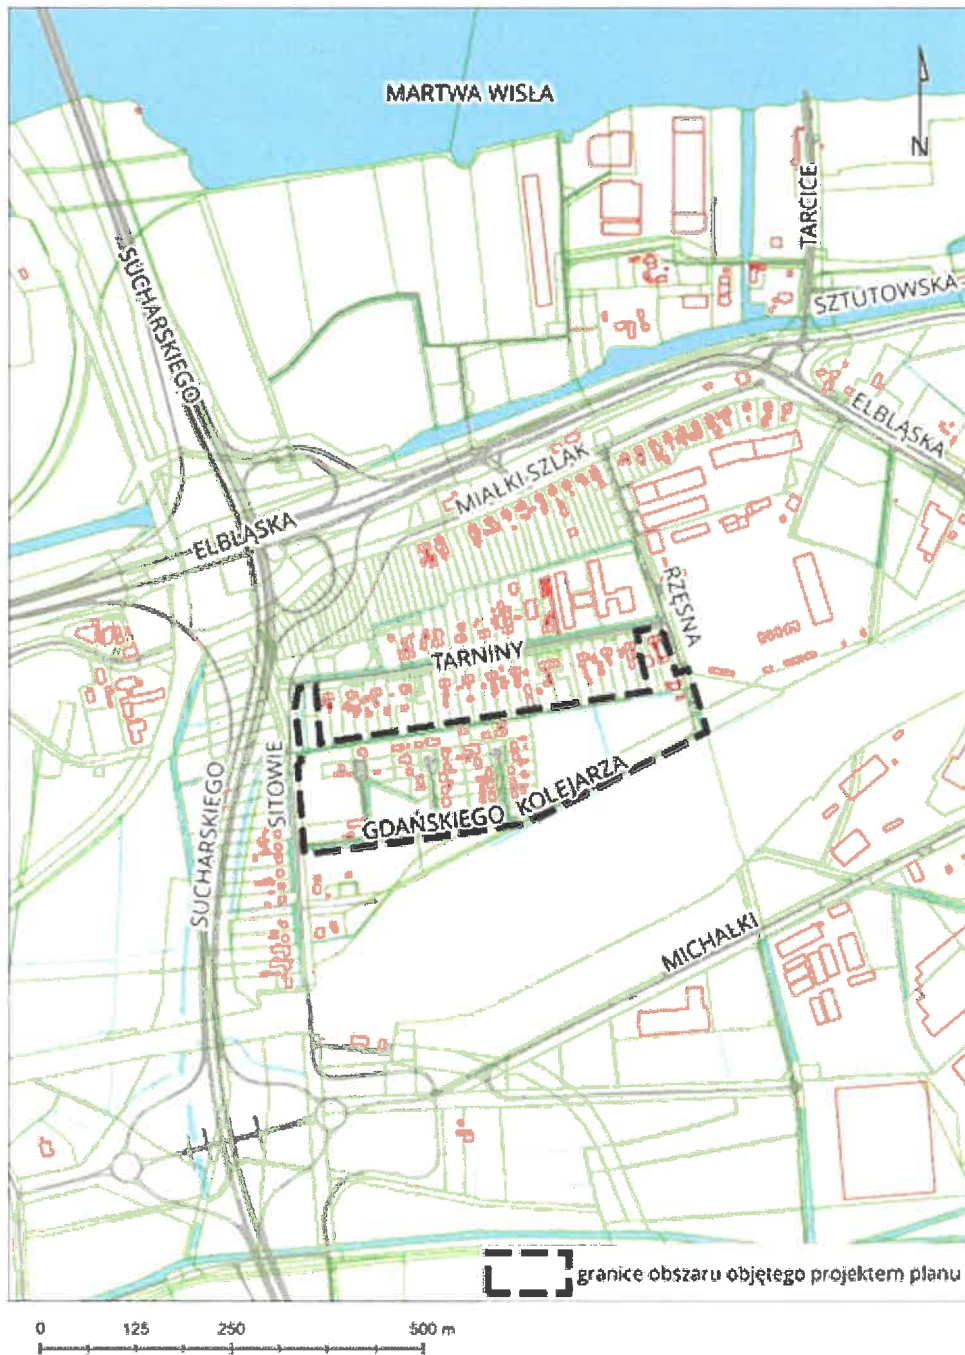 MARTWA WISŁA
N
TARCICE
SUCHARSKIEGO
SZTUTOWSKA
ELBLĄSKA
MIAŁKI SZLAK
ELBLĄSKA
RZĘSNA
TARNINY
SITOWIE
SUCHARSKIEGO
GDAŃSKIEGO KOLEJARZA
MICHAŁKI
granice obszaru objętego projektem planu
0 125 250 500 m